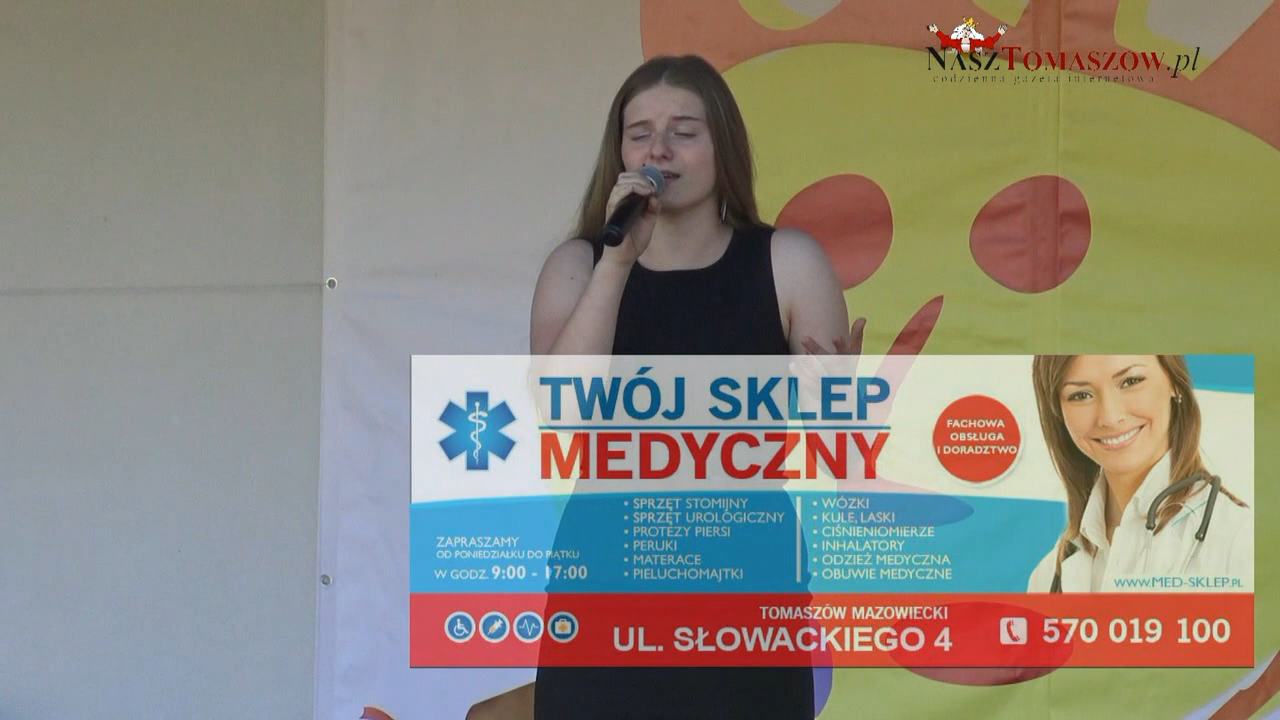 NASZTOMASZOW.pl
codzienna gazeta internetowa
TWÓJ SKLEP
MEDYCZNY
FACHOWA
OBSŁUGA
I DORADZTWO
• SPRZĘT STOMIJNY
• SPRZĘT UROLOGICZNY
• PROTEZY PIERSI
• PERUKI
• MATERACE
• PIELUCHOMAJTKI
• WÓZKI
• KULE, LASKI
• CIŚNIENIOMIERZE
• INHALATORY
• ODZIEŻ MEDYCZNA
• OBUWIE MEDYCZNE
ZAPRASZAMY
OD PONIEDZIAŁKU DO PIĄTKU
W GODZ. 9:00 - 17:00
WWW.MED-SKLEP.PL
TOMASZÓW MAZOWIECKI
UL. SŁOWACKIEGO 4
570 019 100